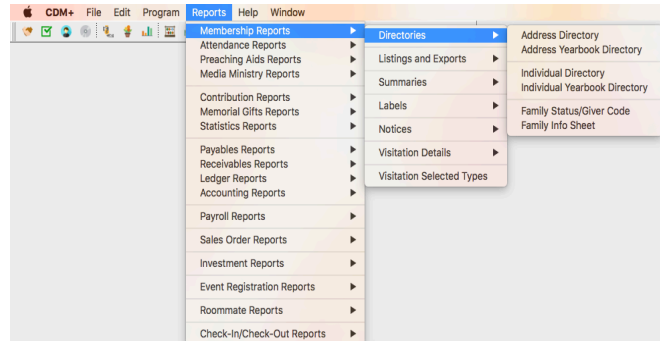 CDM+ File Edit Program Reports Help Window
Membership Reports
Attendance Reports
Preaching Aids Reports
Media Ministry Reports
Contribution Reports
Memorial Gifts Reports
Statistics Reports
Payables Reports
Receivables Reports
Ledger Reports
Accounting Reports
Payroll Reports
Sales Order Reports
Investment Reports
Event Registration Reports
Roommate Reports
Check-In/Check-Out Reports
Directories
Listings and Exports
Summaries
Labels
Notices
Visitation Details
Visitation Selected Types
Address Directory
Address Yearbook Directory
Individual Directory
Individual Yearbook Directory
Family Status/Giver Code
Family Info Sheet